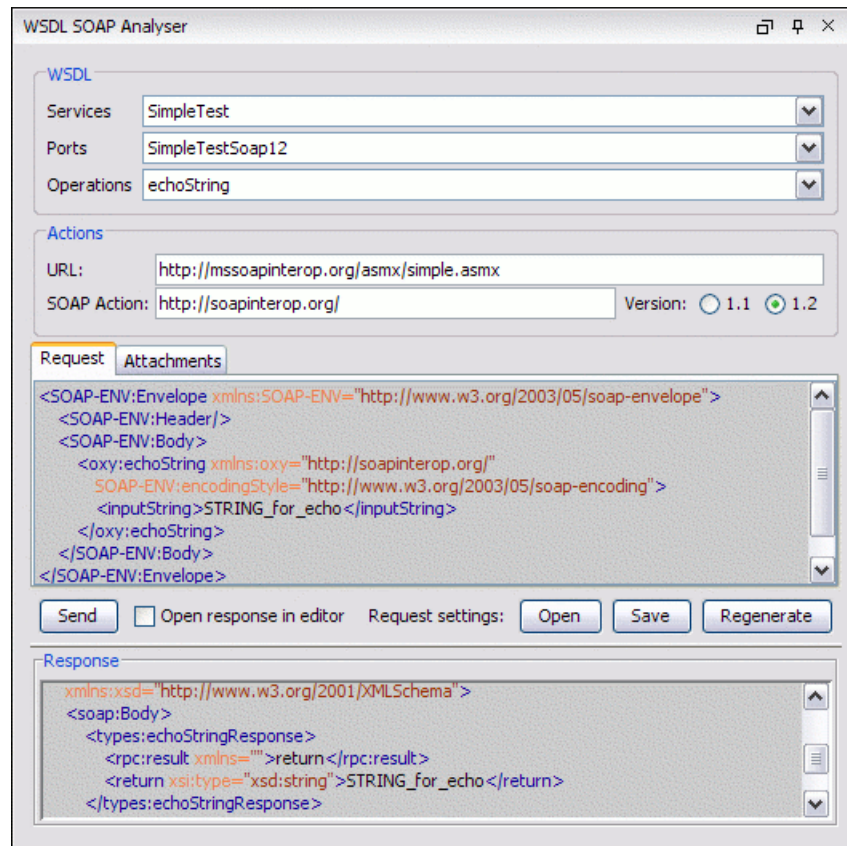 WSDL SOAP Analyser
WSDL
Services SimpleTest
Ports SimpleTestSoap12
Operations echoString
Actions
URL: http://mssoapinterop.org/asmx/simple.asmx
SOAP Action: http://soapinterop.org/ Version: 1.1 1.2
Request Attachments
<SOAP-ENV:Envelope xmlns:SOAP-ENV="http://www.w3.org/2003/05/soap-envelope">
<SOAP-ENV:Header/>
<SOAP-ENV:Body>
<oxy:echoString xmlns:oxy="http://soapinterop.org/"
SOAP-ENV:encodingStyle="http://www.w3.org/2003/05/soap-encoding">
<inputString>STRING_for_echo</inputString>
</oxy:echoString>
</SOAP-ENV:Body>
</SOAP-ENV:Envelope>
Send Open response in editor Request settings: Open Save Regenerate
Response
xmlns:xsd="http://www.w3.org/2001/XMLSchema">
<soap:Body>
<types:echoStringResponse>
<rpc:result xmlns="">return</rpc:result>
<return xsi:type="xsd:string">STRING_for_echo</return>
</types:echoStringResponse>